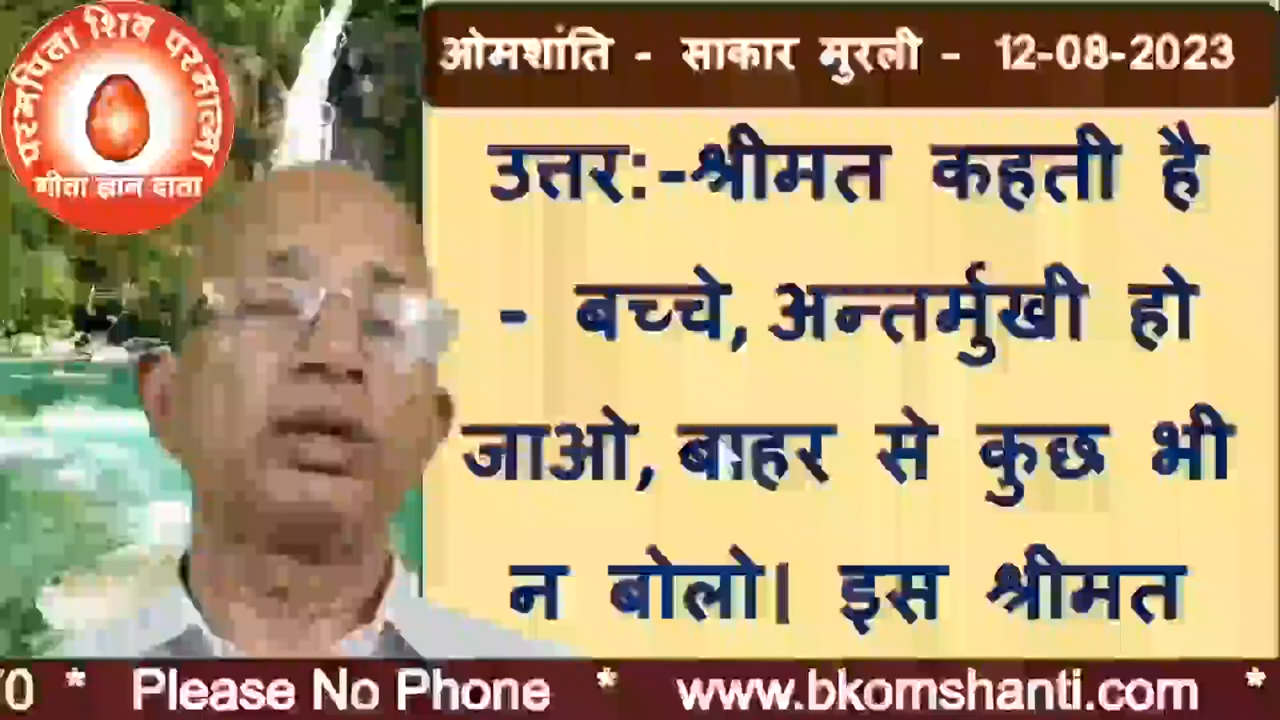 परमपिता शिव परमात्मा
गीता ज्ञान दाता
ओमशांति - साकार मुरली - 12-08-2023
उत्तर:-श्रीमत कहती है
- बच्चे, अन्तर्मुखी हो
जाओ, बाहर से कुछ भी
न बोलो। इस श्रीमत
0 * Please No Phone * www.bkomshanti.com *